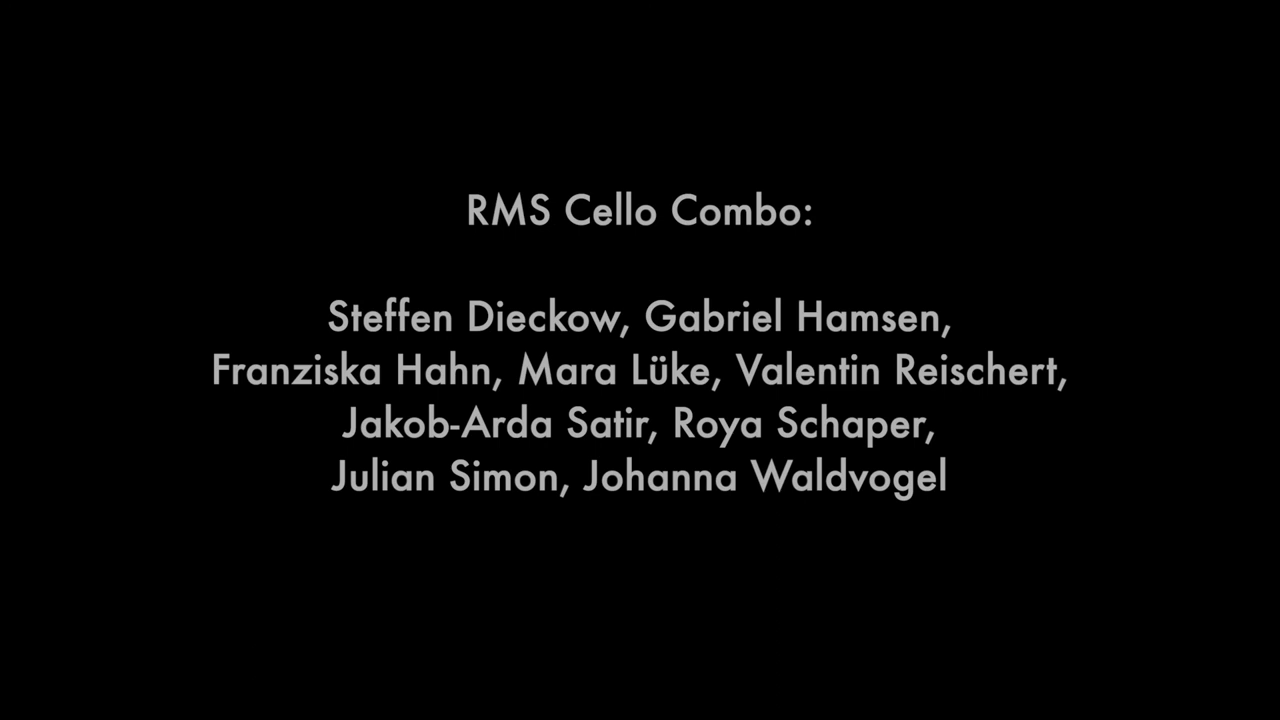 RMS Cello Combo:
Steffen Dieckow, Gabriel Hamsen,
Franziska Hahn, Mara Lüke, Valentin Reischert,
Jakob-Arda Satir, Roya Schaper,
Julian Simon, Johanna Waldvogel